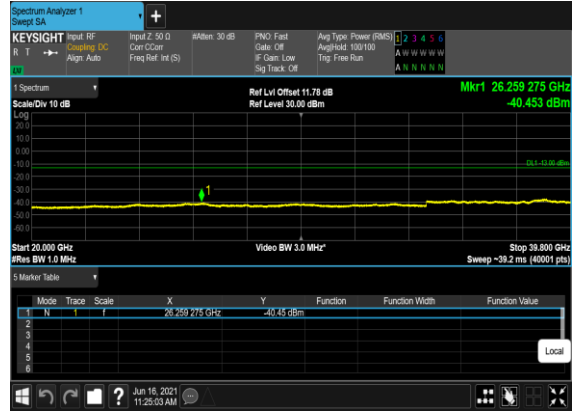 Spectrum Analyzer 1
Swept SA
+
KEYSIGHT Input: RF Input Z: 50 Ω #Atten: 30 dB PNO: Fast Avg Type: Power (RMS) 1 2 3 4 5 6
R T Coupling: DC Corr CCorr Gate: Off Avg|Hold: 100/100 A W W W W W
Align: Auto Freq Ref: Int (S) IF Gain: Low Trig: Free Run
Sig Track: Off A N N N N N
1 Spectrum Ref Lvl Offset 11.78 dB Mkr1 26.259 275 GHz
Scale/Div 10 dB Ref Level 30.00 dBm -40.453 dBm
Log
20.0
10.0
0.00
-10.0
DL1 -13.00 dBm
-20.0
-30.0
1
-40.0
-50.0
-60.0
Start 20.000 GHz Video BW 3.0 MHz* Stop 39.800 GHz
#Res BW 1.0 MHz Sweep ~39.2 ms (40001 pts)
5 Marker Table
Mode Trace Scale X Y Function Function Width Function Value
1 N 1 f 26.259 275 GHz -40.45 dBm
2
3
4
5
6
Local
? Jun 16, 2021
11:25:03 AM